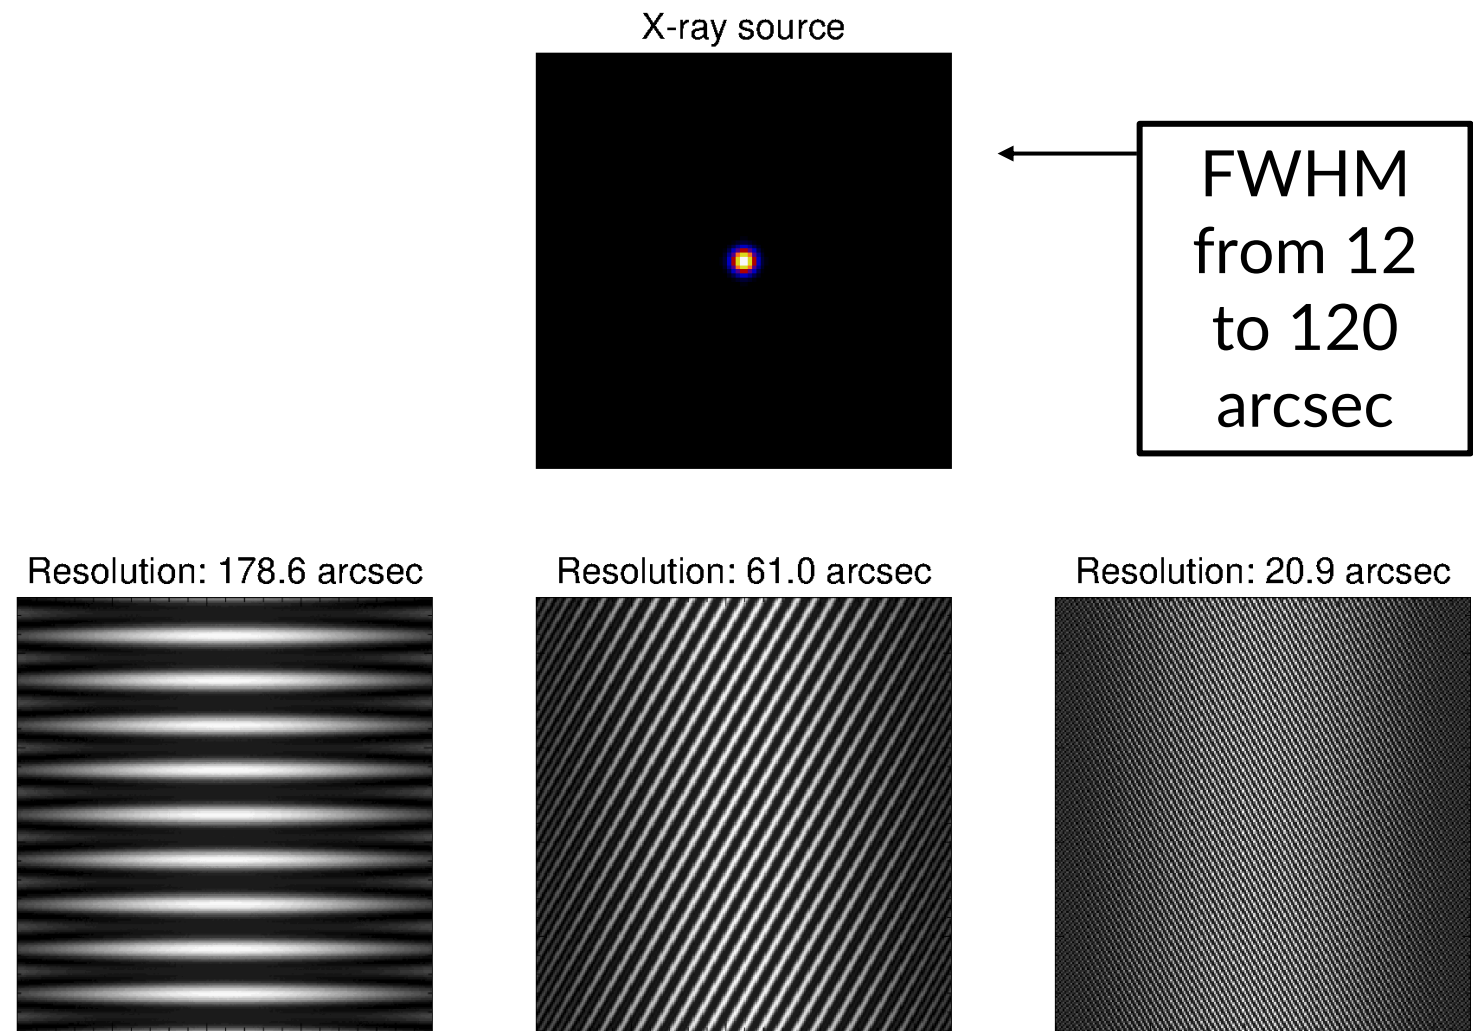 X-ray source
FWHM
from 12
to 120
arcsec
Resolution: 178.6 arcsec
Resolution: 61.0 arcsec
Resolution: 20.9 arcsec